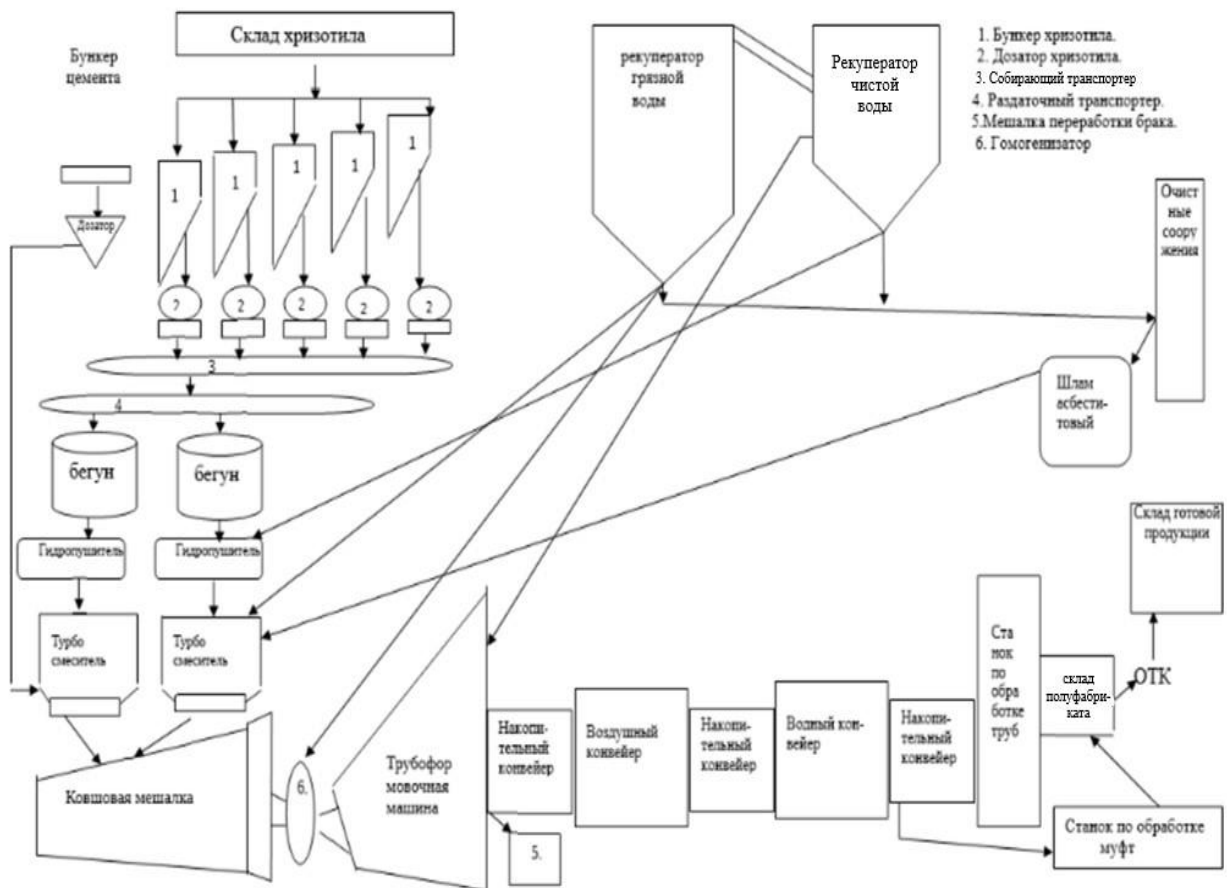 Склад хризотила
Бункер
цемента
рекуператор
грязной
воды
Рекуператор
чистой
воды
1. Бункер хризотила.
2. Дозатор хризотила.
3. Собирающий транспортер
4. Раздаточный транспортер.
5.Мешалка переработки брака.
6. Гомогенизатор
1
1
1
1
1
Дозатор
2
2
2
2
2
3
4
Очист
ные
соору
жения
Шлам
асбести-
товый
бегун
бегун
Гидропушитель
Гидропушитель
Турбо
смеситель
Турбо
смеситель
Склад готовой
продукции
Ста
нок
по
обра
ботке
труб
склад
полуфабри-
ката
ОТК
Ковшовая мешалка
6.
Трубофор
мовочная
машина
Накопи-
тельный
конвейер
Воздушный
конвейер
Накопи-
тельный
конвейер
Водный кон-
вейер
Накопи-
тельный
конвейер
5.
Станок по обработке
муфт